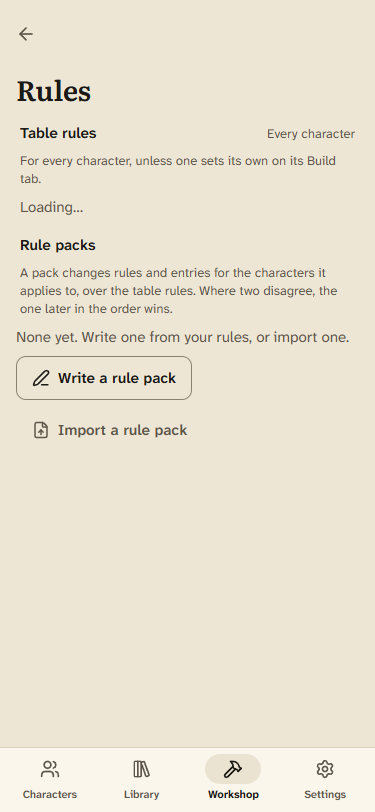 Rules
Table rules
Every character
For every character, unless one sets its own on its Build
tab.
Loading...
Rule packs
A pack changes rules and entries for the characters it
applies to, over the table rules. Where two disagree, the
one later in the order wins.
None yet. Write one from your rules, or import one.
Write a rule pack
Import a rule pack
Characters
Library
Workshop
Settings